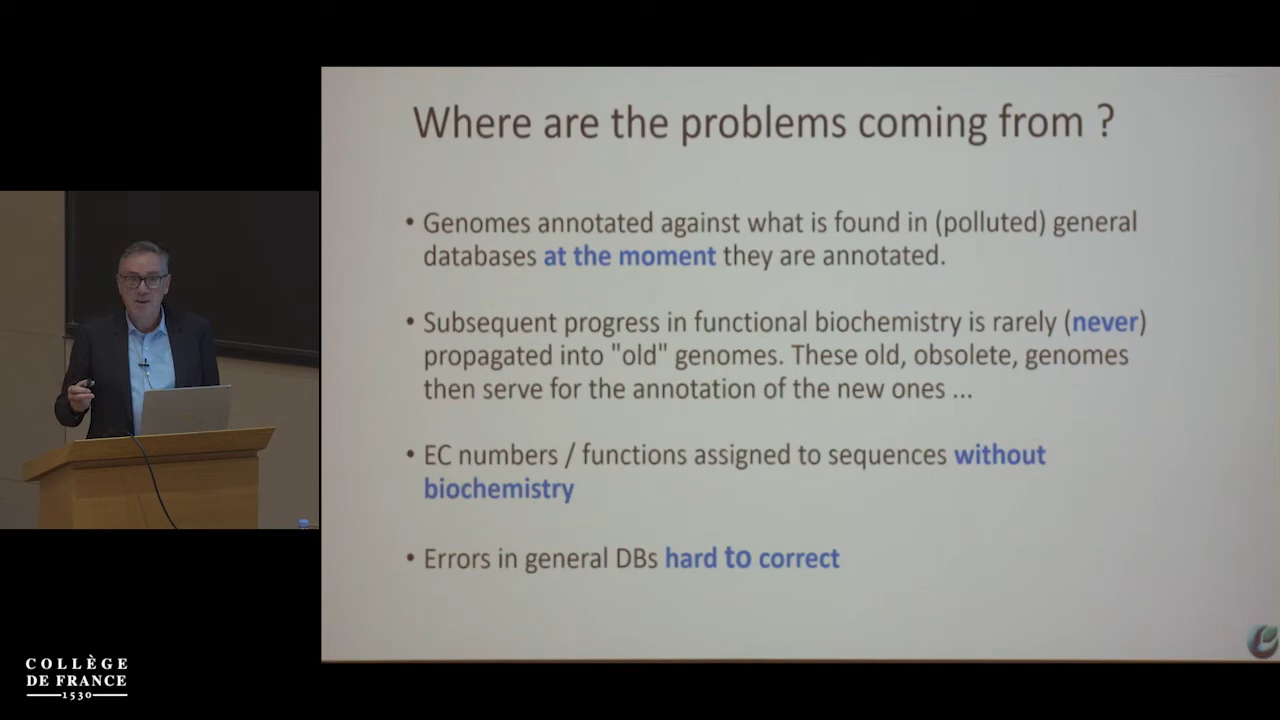 Where are the problems coming from ?
• Genomes annotated against what is found in (polluted) general
databases at the moment they are annotated.
• Subsequent progress in functional biochemistry is rarely (never)
propagated into "old" genomes. These old, obsolete, genomes
then serve for the annotation of the new ones ...
• EC numbers / functions assigned to sequences without
biochemistry
• Errors in general DBs hard to correct
COLLÈGE
DE FRANCE
1530